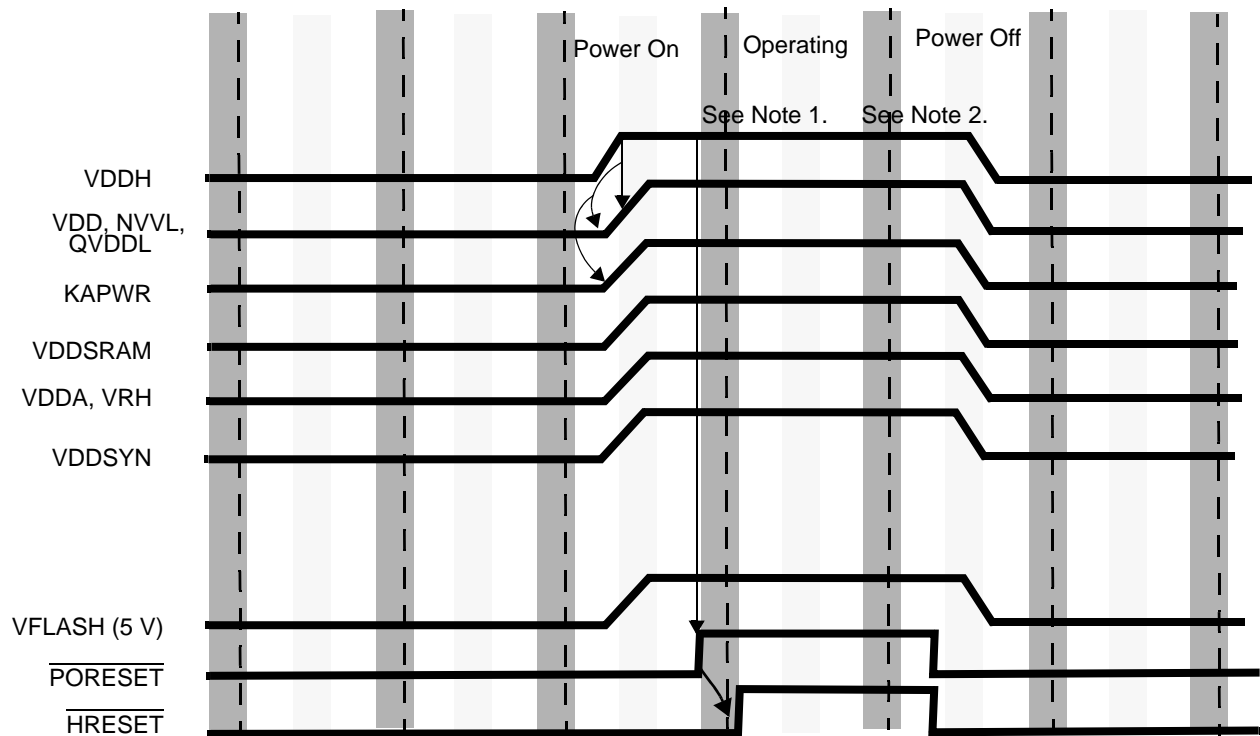 Power On
Operating
Power Off
See Note 1.
See Note 2.
VDDH
VDD, NVVL,
QVDDL
KAPWR
VDDSRAM
VDDA, VRH
VDDSYN
VFLASH (5 V)
PORESET
HRESET